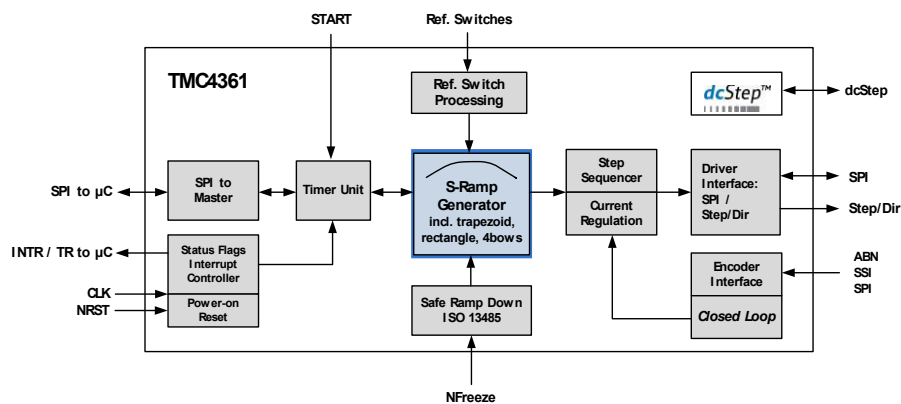 START
Ref. Switches
TMC4361
Ref. Switch
Processing
dcStep™
dcStep
SPI to µC
SPI to
Master
Timer Unit
S-Ramp
Generator
incl. trapezoid,
rectangle, 4bows
Step
Sequencer
Current
Regulation
Driver
Interface:
SPI /
Step/Dir
SPI
Step/Dir
INTR / TR to µC
Status Flags
Interrupt
Controller
CLK
NRST
Power-on
Reset
Safe Ramp Down
ISO 13485
Encoder
Interface
Closed Loop
ABN
SSI
SPI
NFreeze